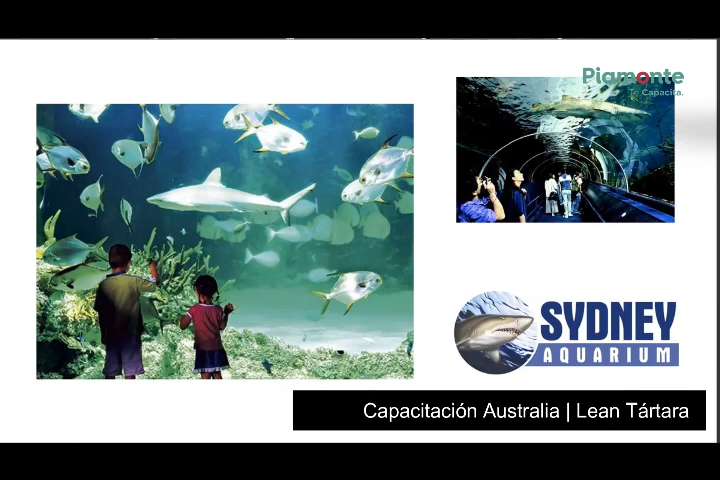 Piamonte
Te Capacita.
SYDNEY
AQUARIUM
Capacitación Australia | Lean Tártara